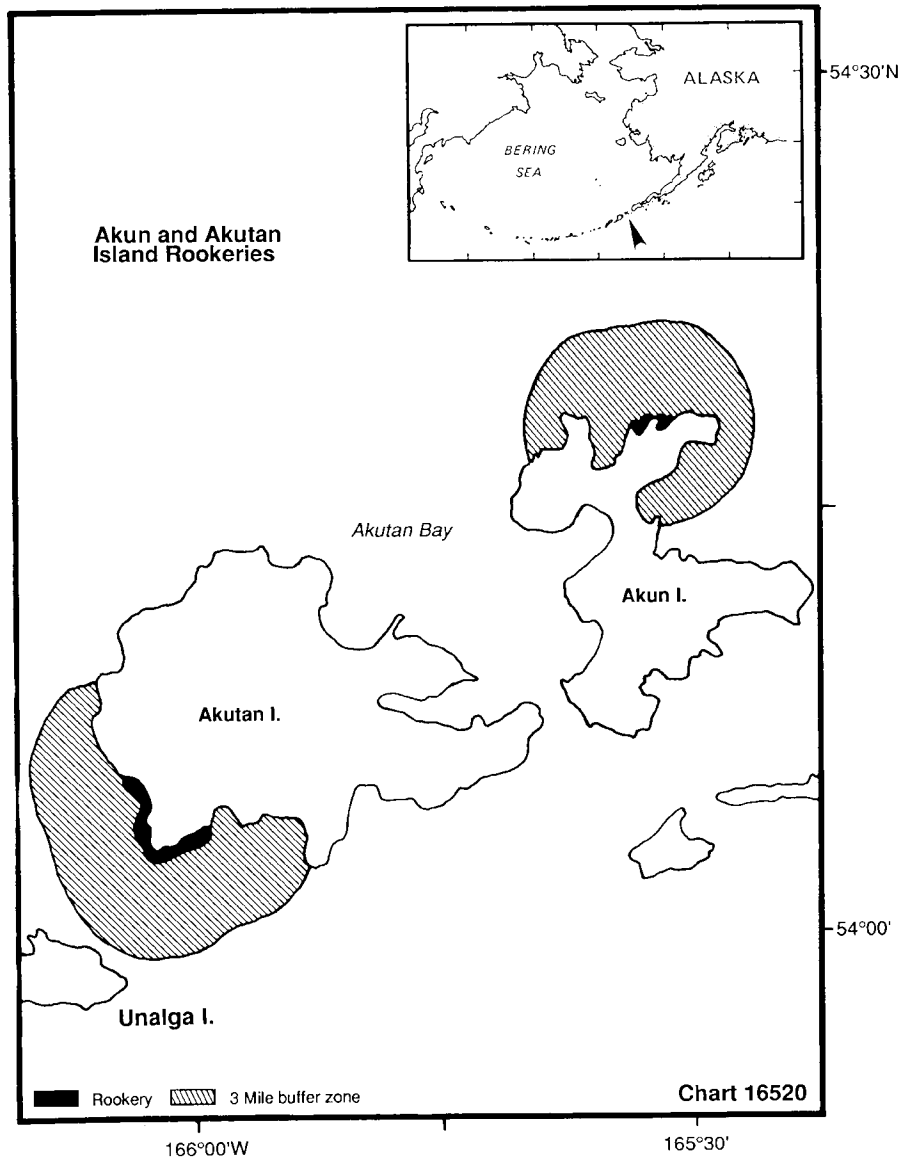 ALASKA
BERING
SEA
54°30'N
Akun and Akutan
Island Rookeries
Akutan Bay
Akun I.
Akutan I.
54°00'
Unalga I.
Rookery 3 Mile buffer zone Chart 16520
166°00'W 165°30'